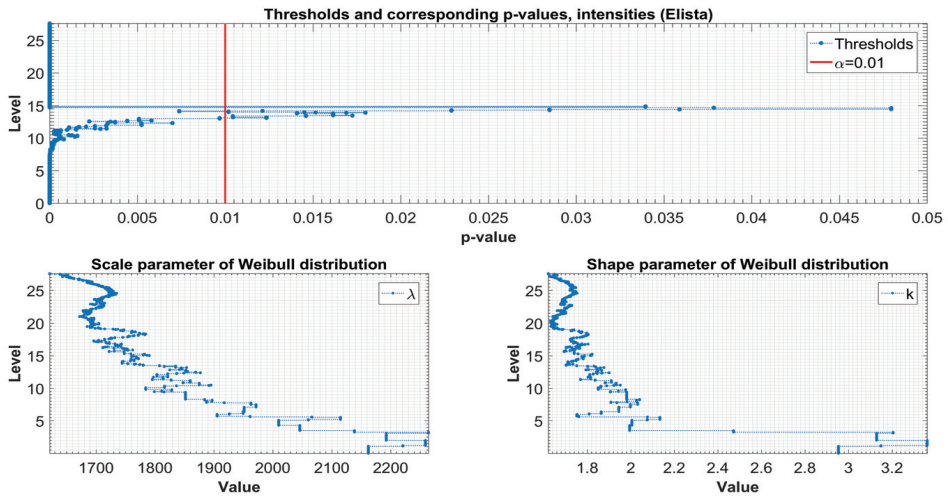 Thresholds and corresponding p-values, intensities (Elista)
25
20
15
10
5
0
Level
Thresholds
α=0.01
0 0.005 0.01 0.015 0.02 0.025 0.03 0.035 0.04 0.045 0.05
p-value
Scale parameter of Weibull distribution
25
20
15
10
5
Level
λ
1700 1800 1900 2000 2100 2200
Value
Shape parameter of Weibull distribution
25
20
15
10
5
Level
k
1.8 2 2.2 2.4 2.6 2.8 3 3.2
Value